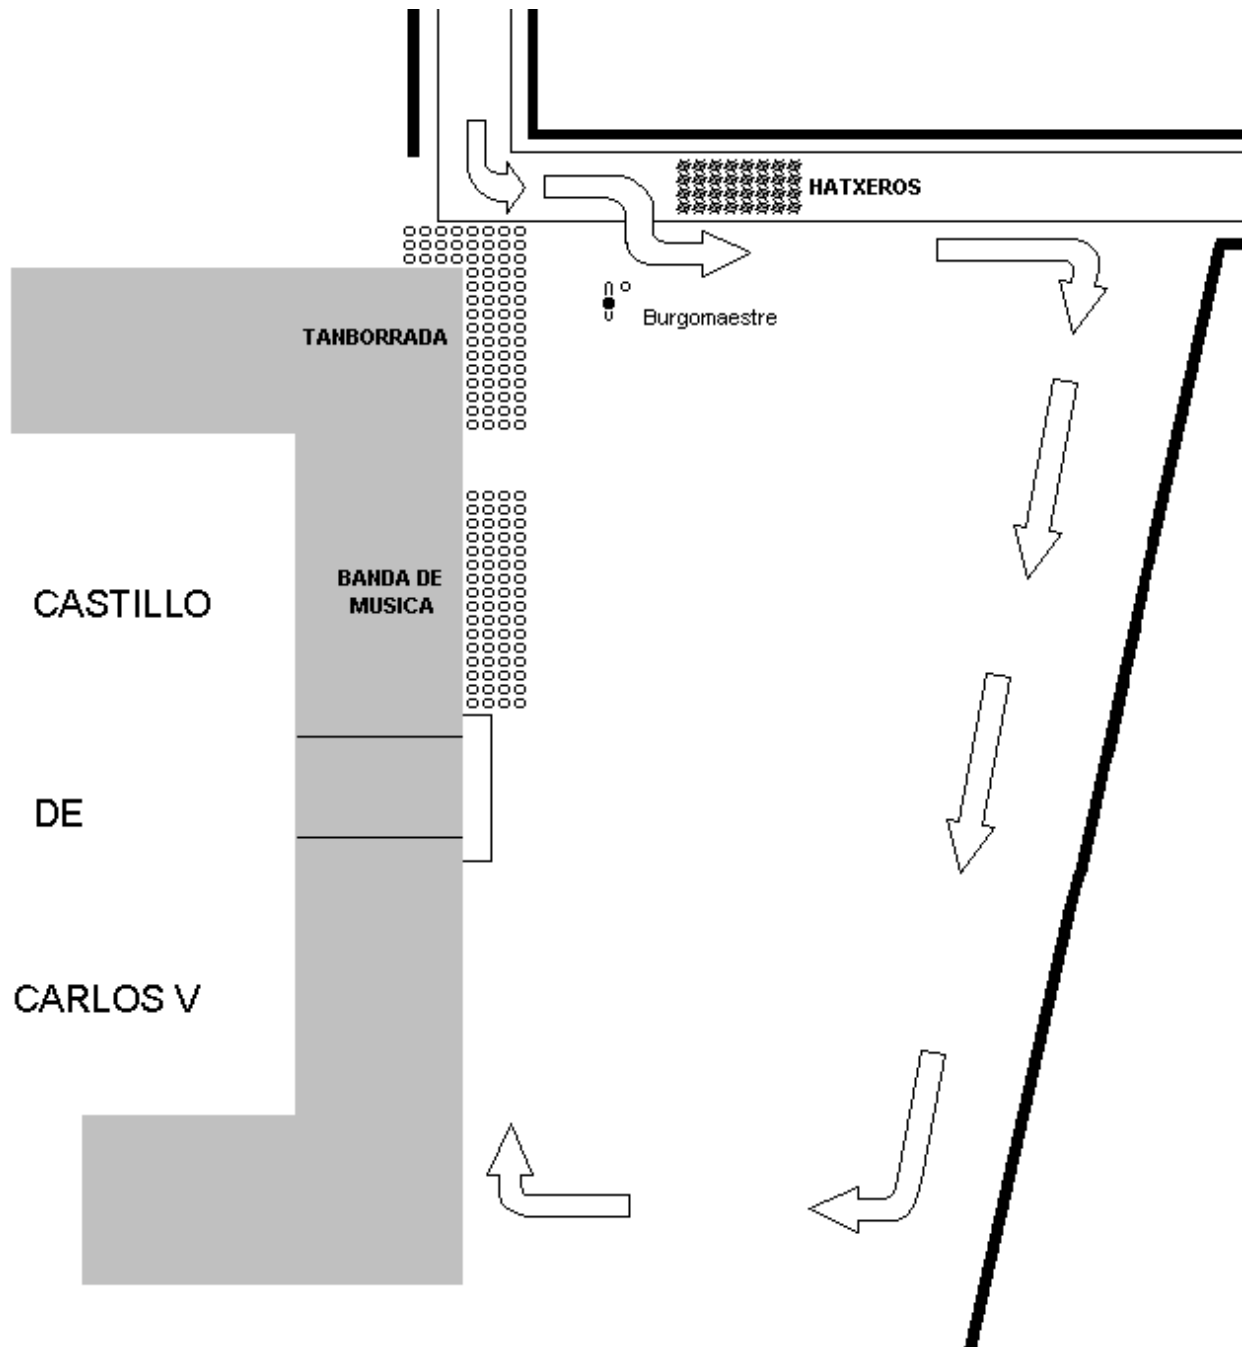 HATXEROS
Burgomaestre
TANBORRADA
BANDA DE
MUSICA
CASTILLO
DE
CARLOS V